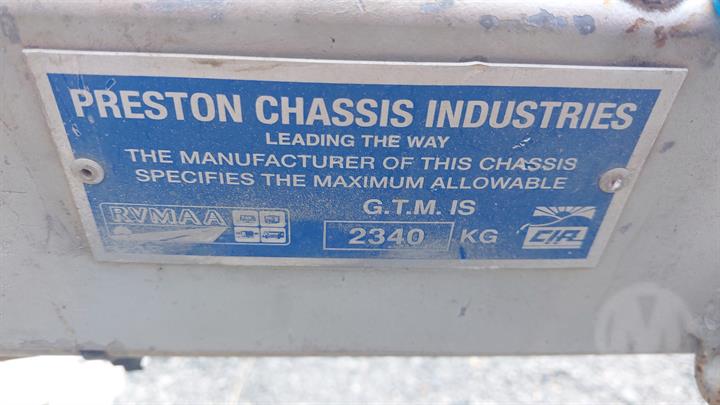 PRESTON CHASSIS INDUSTRIES
LEADING THE WAY
THE MANUFACTURER OF THIS CHASSIS
SPECIFIES THE MAXIMUM ALLOWABLE
G.T.M. IS
RVMAA
2340 KG
CIA
M